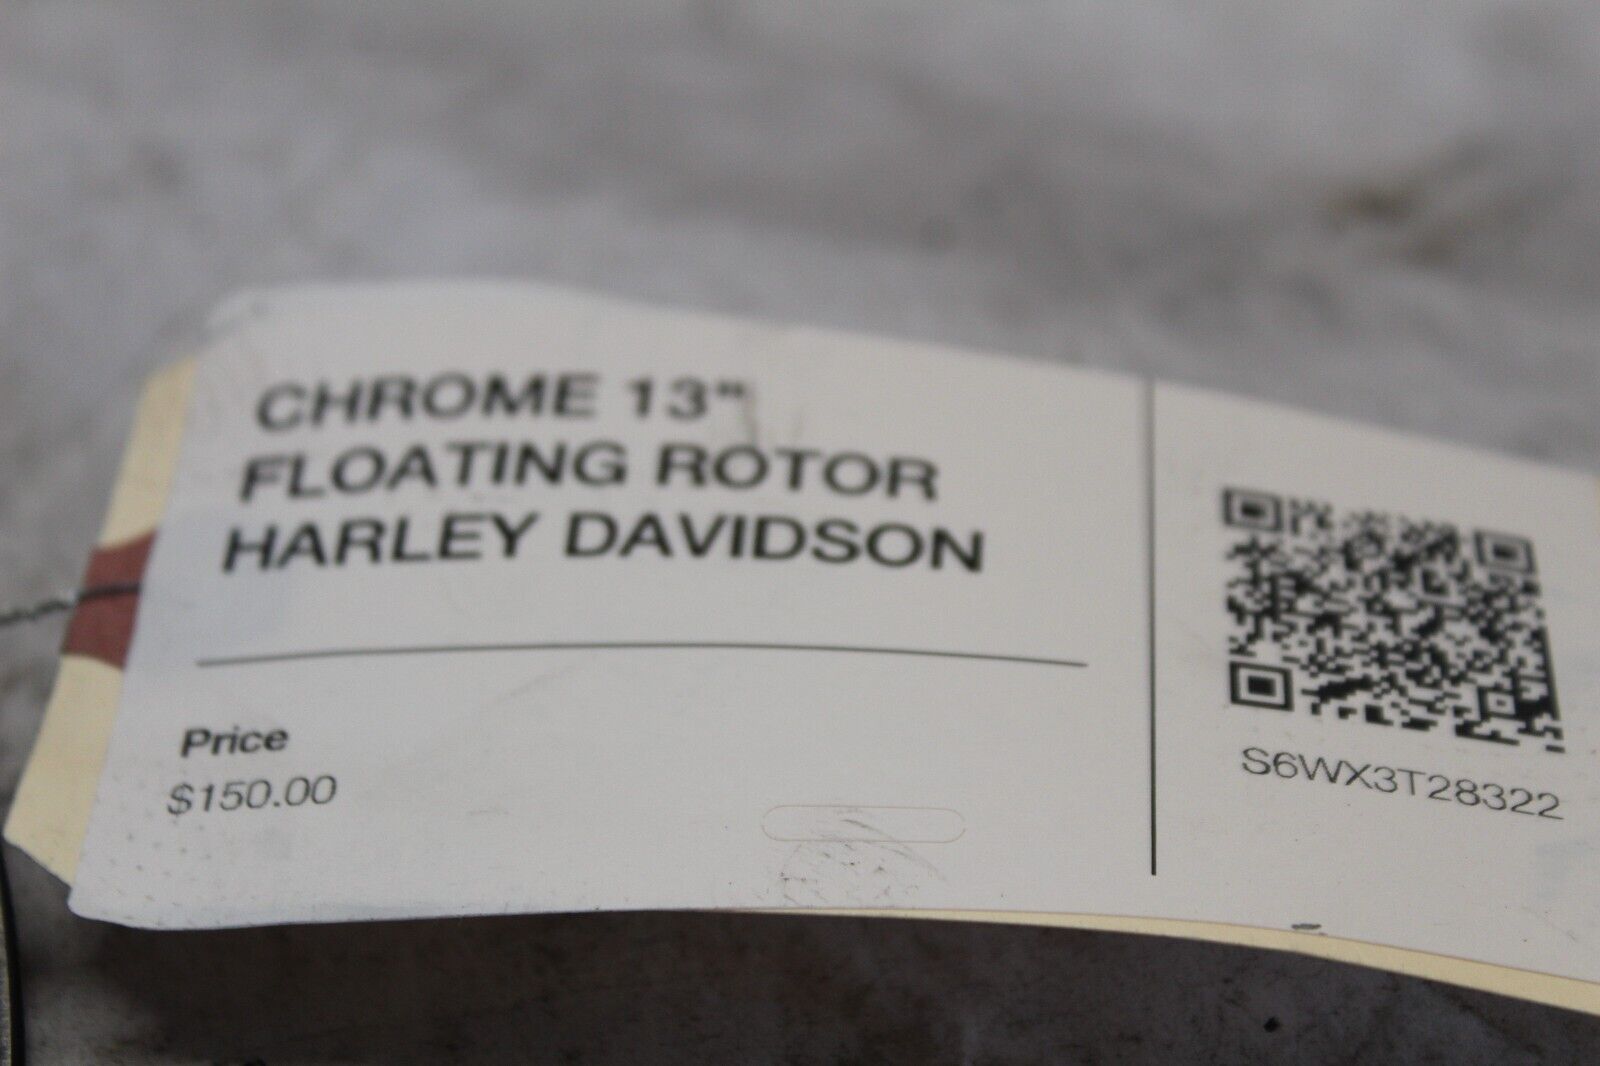 CHROME 13"
FLOATING ROTOR
HARLEY DAVIDSON
Price
$150.00
S6WX3T28322